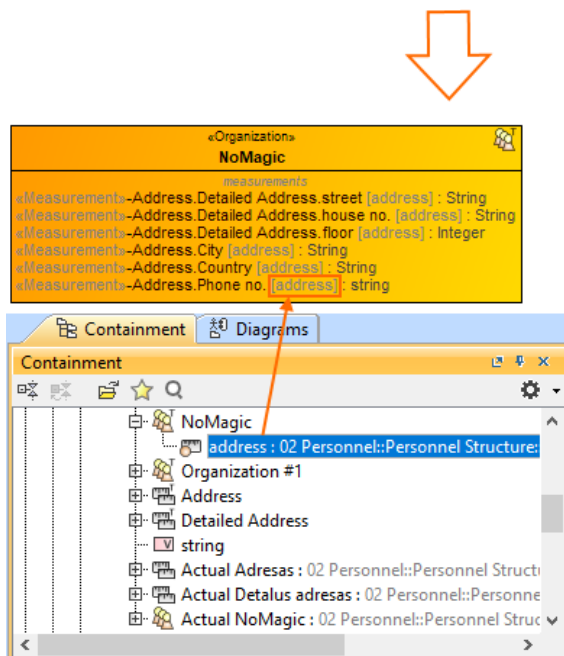 «Organization»
NoMagic
measurements
«Measurement»-Address.Detailed Address.street [address] : String
«Measurement»-Address.Detailed Address.house no. [address] : String
«Measurement»-Address.Detailed Address.floor [address] : Integer
«Measurement»-Address.City [address] : String
«Measurement»-Address.Country [address] : String
«Measurement»-Address.Phone no. [address] : string
Containment Diagrams
Containment
NoMagic
address : 02 Personnel::Personnel Structure:
Organization #1
Address
Detailed Address
V string
Actual Adresas : 02 Personnel::Personnel Structu
Actual Detalus adresas : 02 Personnel::Personne
Actual NoMagic : 02 Personnel::Personnel Struc